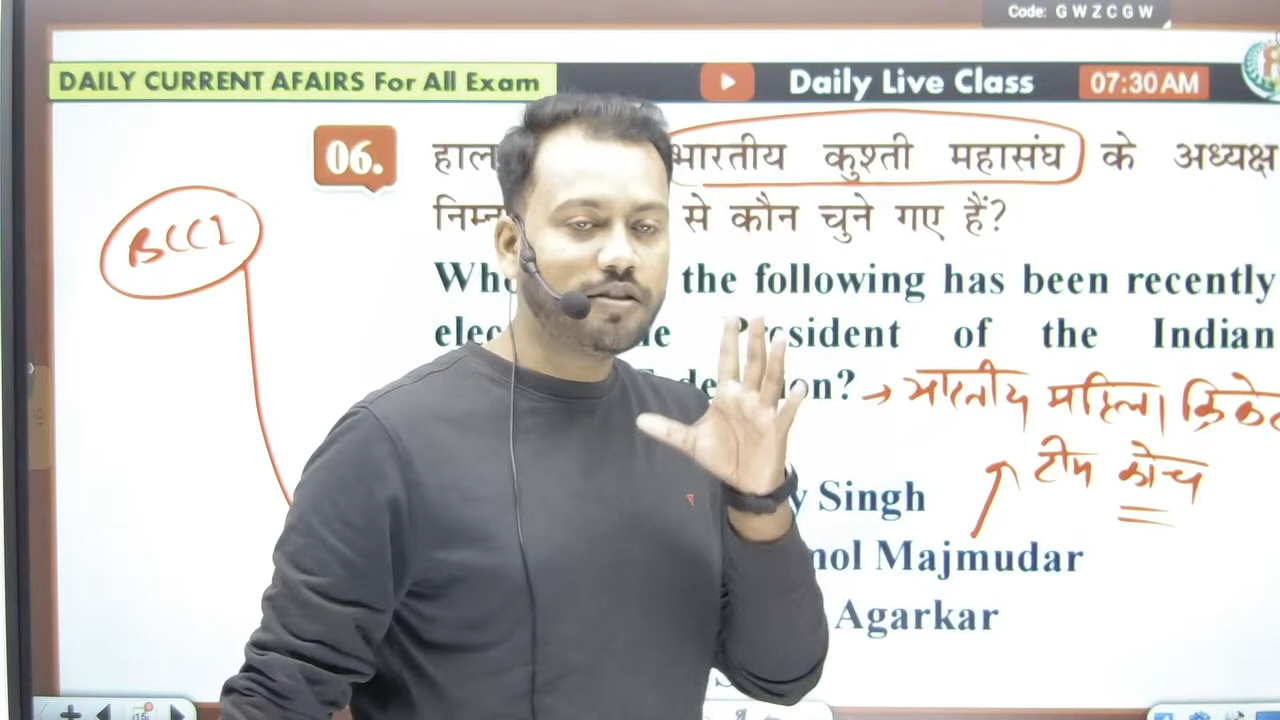 Code: G W Z C G W
DAILY CURRENT AFAIRS For All Exam
Daily Live Class
07:30 AM
06.
भारतीय कुश्ती महासंघ के अध्यक्ष
से कौन चुने गए हैं?
BCCI
the following has been recently
of the Indian
भारतीय महिला
टीम कोच
Singh
Majmudar
Agarkar
15